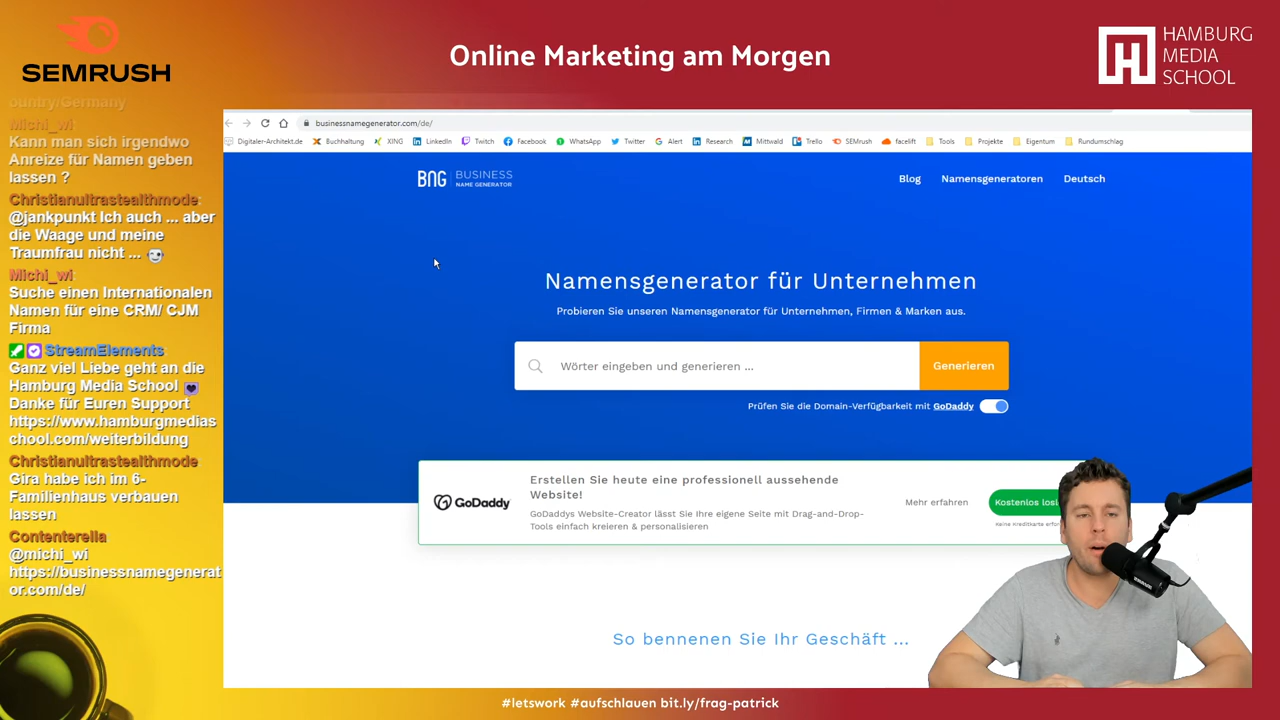 SEMRUSH
Online Marketing am Morgen
HAMBURG
MEDIA
SCHOOL
ountry/Germany
Michi_wi:
Kann man sich irgendwo
Anreize für Namen geben
lassen ?
Christianultrastealthmode:
@jankpunkt Ich auch ... aber
die Waage und meine
Traumfrau nicht ...
Michi_wi:
Suche einen Internationalen
Namen für eine CRM/ CJM
Firma
StreamElements
Ganz viel Liebe geht an die
Hamburg Media School
Danke für Euren Support
https://www.hamburgmedias
chool.com/weiterbildung
Christianultrastealthmode
Gira habe ich im 6-
Familienhaus verbauen
lassen
Contenterella
@michi_wi
https://businessnamegenerat
or.com/de/
businessnamegenerator.com/de/
Digitaler-Architekt.de Buchhaltung XING LinkedIn Twitch Facebook WhatsApp Twitter Alert Research Mittwald Trello SEMrush facelift Tools Projekte Eigentum Rundumschlag
BNG BUSINESS
NAME GENERATOR
Blog Namensgeneratoren Deutsch
Namensgenerator für Unternehmen
Probieren Sie unseren Namensgenerator für Unternehmen, Firmen & Marken aus.
Wörter eingeben und generieren ... Generieren
Prüfen Sie die Domain-Verfügbarkeit mit GoDaddy
GoDaddy
Erstellen Sie heute eine professionell aussehende
Website!
GoDaddys Website-Creator lässt Sie Ihre eigene Seite mit Drag-and-Drop-
Tools einfach kreieren & personalisieren
Mehr erfahren
Kostenlos losl
Keine Kreditkarte erfor
So bennenen Sie Ihr Geschäft ...
#letswork #aufschlauen bit.ly/frag-patrick